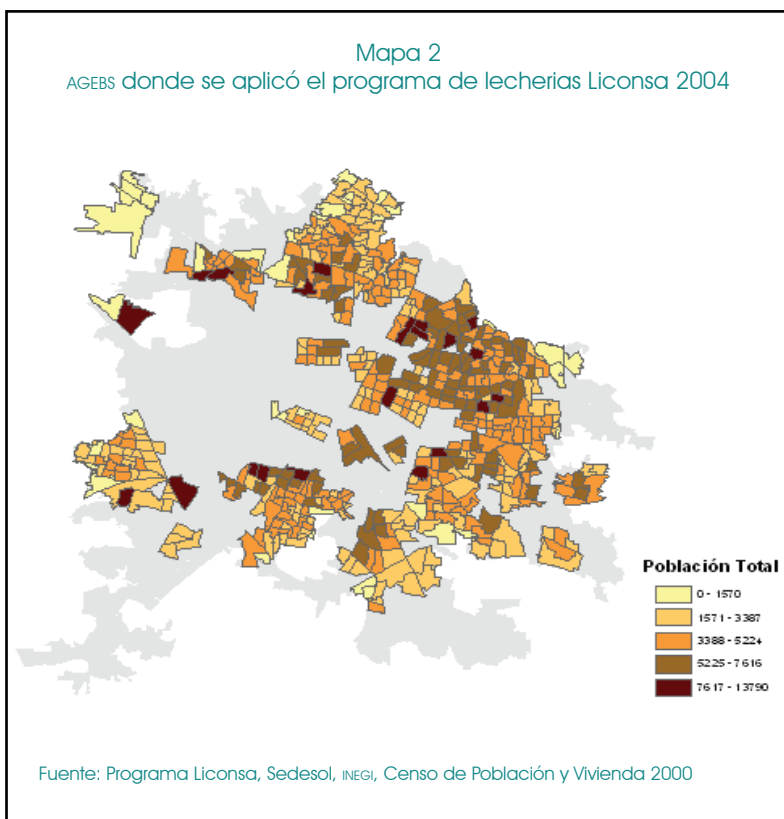 Mapa 2
AGEBS donde se aplicó el programa de lecherias Liconsa 2004
Población Total
0 - 1570
1571 - 3387
3388 - 5224
5225 - 7616
7617 - 13790
Fuente: Programa Liconsa, Sedesol, INEGI, Censo de Población y Vivienda 2000